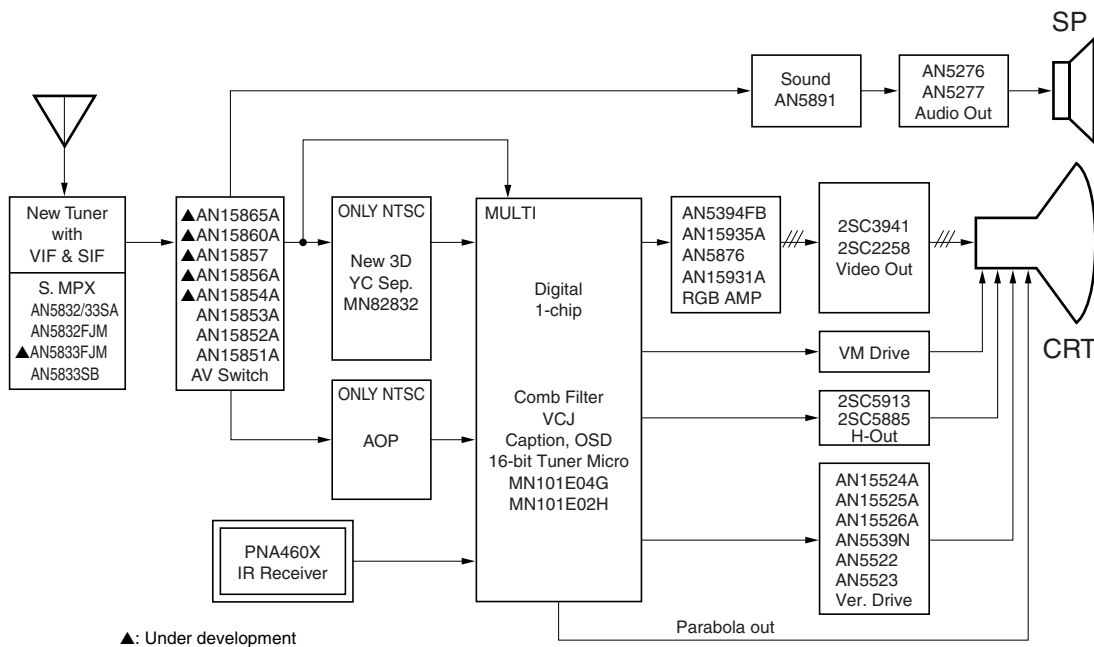 SP
Sound
AN5891
AN5276
AN5277
Audio Out
New Tuner
with
VIF & SIF
S. MPX
AN5832/33SA
AN5832FJM
▲AN5833FJM
AN5833SB
▲AN15865A
▲AN15860A
▲AN15857
▲AN15856A
▲AN15854A
AN15853A
AN15852A
AN15851A
AV Switch
ONLY NTSC
New 3D
YC Sep.
MN82832
ONLY NTSC
AOP
PNA460X
IR Receiver
MULTI
Digital
1-chip
Comb Filter
VCJ
Caption, OSD
16-bit Tuner Micro
MN101E04G
MN101E02H
AN5394FB
AN15935A
AN5876
AN15931A
RGB AMP
2SC3941
2SC2258
Video Out
CRT
VM Drive
2SC5913
2SC5885
H-Out
AN15524A
AN15525A
AN15526A
AN5539N
AN5522
AN5523
Ver. Drive
Parabola out
▲: Under development